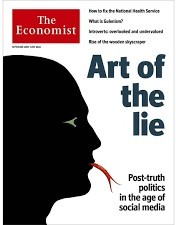 The
Economist
How to fix the National Health Service
What is Gulenism?
Introverts: overlooked and undervalued
Rise of the wooden skyscraper
Art of
the
lie
Post-truth
politics
in the age of
social media